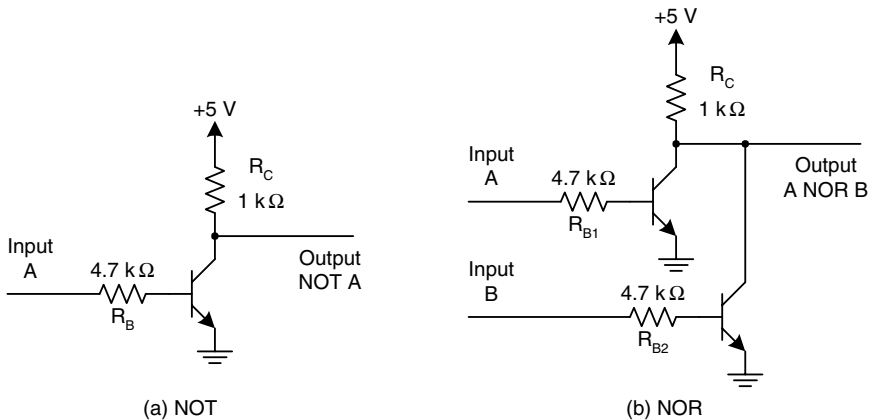 +5 V
R_C
1 kΩ
Input
A
4.7 kΩ
R_B
Output
NOT A
(a) NOT
+5 V
R_C
1 kΩ
Input
A
4.7 kΩ
R_B1
Output
A NOR B
Input
B
4.7 kΩ
R_B2
(b) NOR